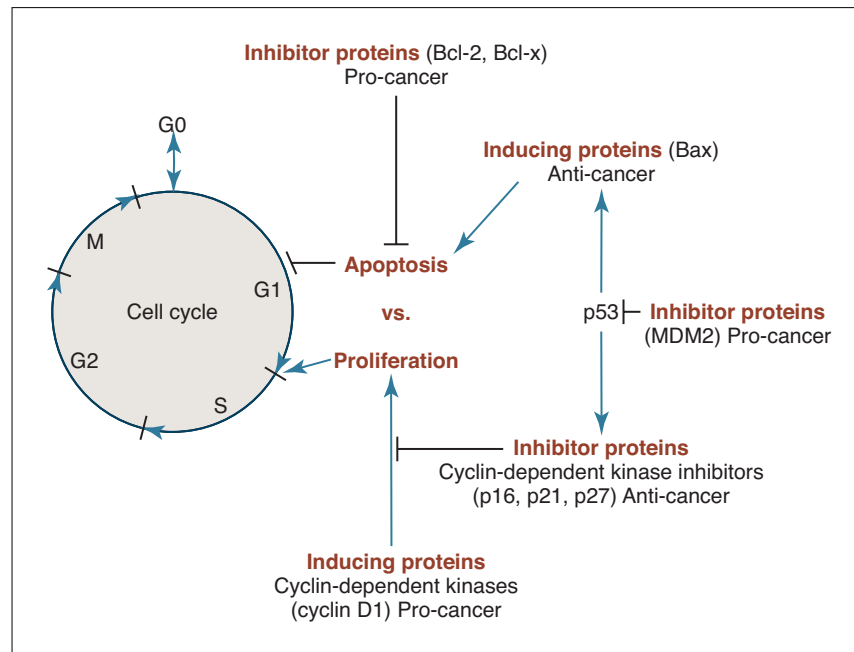 Inhibitor proteins (Bcl-2, Bcl-x)
Pro-cancer
G0
Inducing proteins (Bax)
Anti-cancer
M
Apoptosis
G1
Cell cycle
vs.
p53
Inhibitor proteins
(MDM2) Pro-cancer
G2
Proliferation
S
Inhibitor proteins
Cyclin-dependent kinase inhibitors
(p16, p21, p27) Anti-cancer
Inducing proteins
Cyclin-dependent kinases
(cyclin D1) Pro-cancer